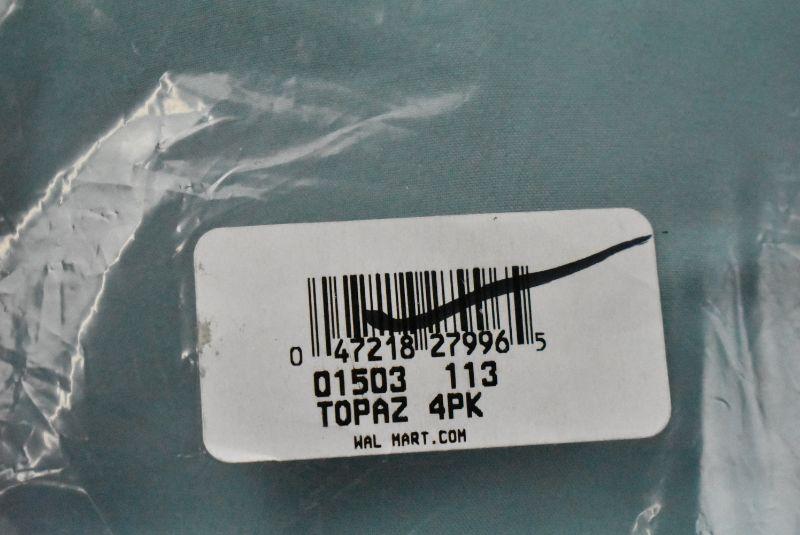 0 47218 27996 5
01503 113
TOPAZ 4PK
WAL MART.COM